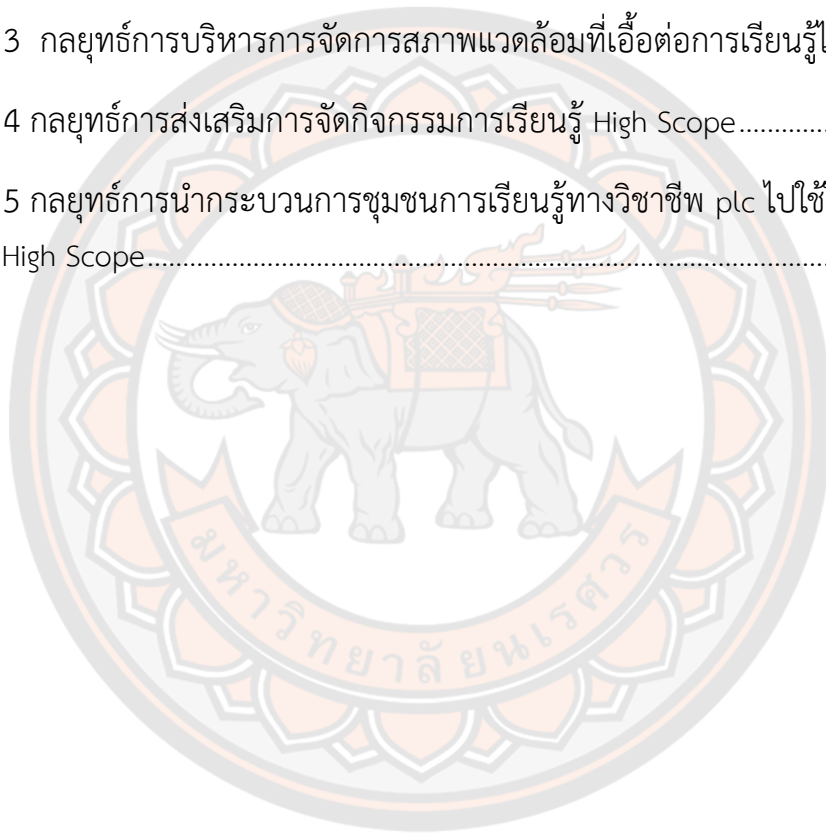 3 กลยุทธ์การบริหารการจัดการสภาพแวดล้อมที่เอื้อต่อการเรียนรู้
4 กลยุทธ์การส่งเสริมการจัดกิจกรรมการเรียนรู้ High Scope.............
5 กลยุทธ์การนำกระบวนการชุมชนการเรียนรู้ทางวิชาชีพ plc ไปใช้
High Scope...............................................................................................
มหาวิทยาลัยนเรศวร